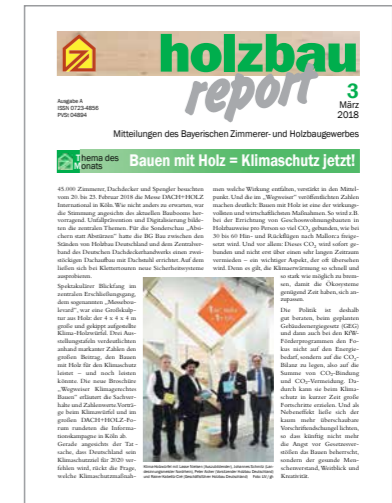 holzbau
report
Ausgabe A
ISSN 0723-4856
PVSt 04894
3
März
2018
Mitteilungen des Bayerischen Zimmerer- und Holzbaugewerbes
Thema des
Monats
Bauen mit Holz = Klimaschutz jetzt!
45.000 Zimmerer, Dachdecker und Spengler besuchten
vom 20. bis 23. Februar 2018 die Messe DACH+HOLZ
International in Köln. Wie nicht anders zu erwarten, war
die Stimmung angesichts des aktuellen Baubooms her-
vorragend. Unfallprävention und Digitalisierung bilde-
ten die zentralen Themen. Für die Sonderschau „Absi-
chern statt Abstürzen" hatte die BG Bau zwischen den
Ständen von Holzbau Deutschland und dem Zentralver-
band des Deutschen Dachdeckerhandwerks einen zwei-
stöckigen Dachaufbau mit Dachstuhl errichtet. Auf dem
ließen sich bei Klettertouren neue Sicherheitssysteme
ausprobieren.
Spektakulärer Blickfang im
zentralen Erschließungsgang,
dem sogenannten „Messebou-
levard", war eine Großskulp-
tur aus Holz: der 4 x 4 x 4 m
große und gekippt aufgestellte
Klima-Holzwürfel. Drei Aus-
stellungstafeln verdeutlichten
anhand markanter Zahlen den
großen Beitrag, den Bauen
mit Holz für den Klimaschutz
leistet – und noch leisten
könnte. Die neue Broschüre
„Wegweiser Klimagerechtes
Bauen" erläutert die Sachver-
halte und Zahlenwerte. Vorträ-
ge beim Klimawürfel und im
größten DACH+HOLZ-Fo-
rum rundeten die Informa-
tionskampagne in Köln ab.
Gerade angesichts der Tat-
sache, dass Deutschland sein
Klimaschutzziel für 2020 ver-
fehlen wird, rückt die Frage,
welche Klimaschutzmaßnah-
men welche Wirkung entfalten, verstärkt in den Mittel-
punkt. Und die im „Wegweiser" veröffentlichten Zahlen
machen deutlich: Bauen mit Holz ist eine der wirkungs-
vollsten und wirtschaftlichsten Maßnahmen. So wird z.B.
bei der Errichtung von Geschosswohnungsbauten in
Holzbauweise pro Person so viel CO₂ gebunden, wie bei
30 bis 60 Hin- und Rückflügen nach Mallorca freige-
setzt wird. Und vor allem: Dieses CO₂ wird sofort ge-
bunden und nicht erst über einen sehr langen Zeitraum
vermieden – ein wichtiger Aspekt, der oft übersehen
wird. Denn es gilt, die Klimaerwärmung so schnell und
so stark wie möglich zu brem-
sen, damit die Ökosysteme
genügend Zeit haben, sich an-
zupassen.
Die Politik ist deshalb
gut beraten, beim geplanten
Gebäudeenergiegesetz (GEG)
und dann auch bei den KfW-
Förderprogrammen den Fo-
kus nicht auf den Energie-
bedarf, sondern auf die CO₂-
Bilanz zu legen, also auf die
Summe von CO₂-Bindung
und CO₂-Vermeidung. Da-
durch kann sie beim Klima-
schutz in kurzer Zeit große
Fortschritte erzielen. Und als
Nebeneffekt ließe sich der
kaum mehr überschaubare
Vorschriftendschungel lichten,
so das künftig nicht mehr
die Angst vor Gesetzesver-
stößen das Bauen beherrscht,
sondern der gesunde Men-
schenverstand, Weitblick und
Kreativität.